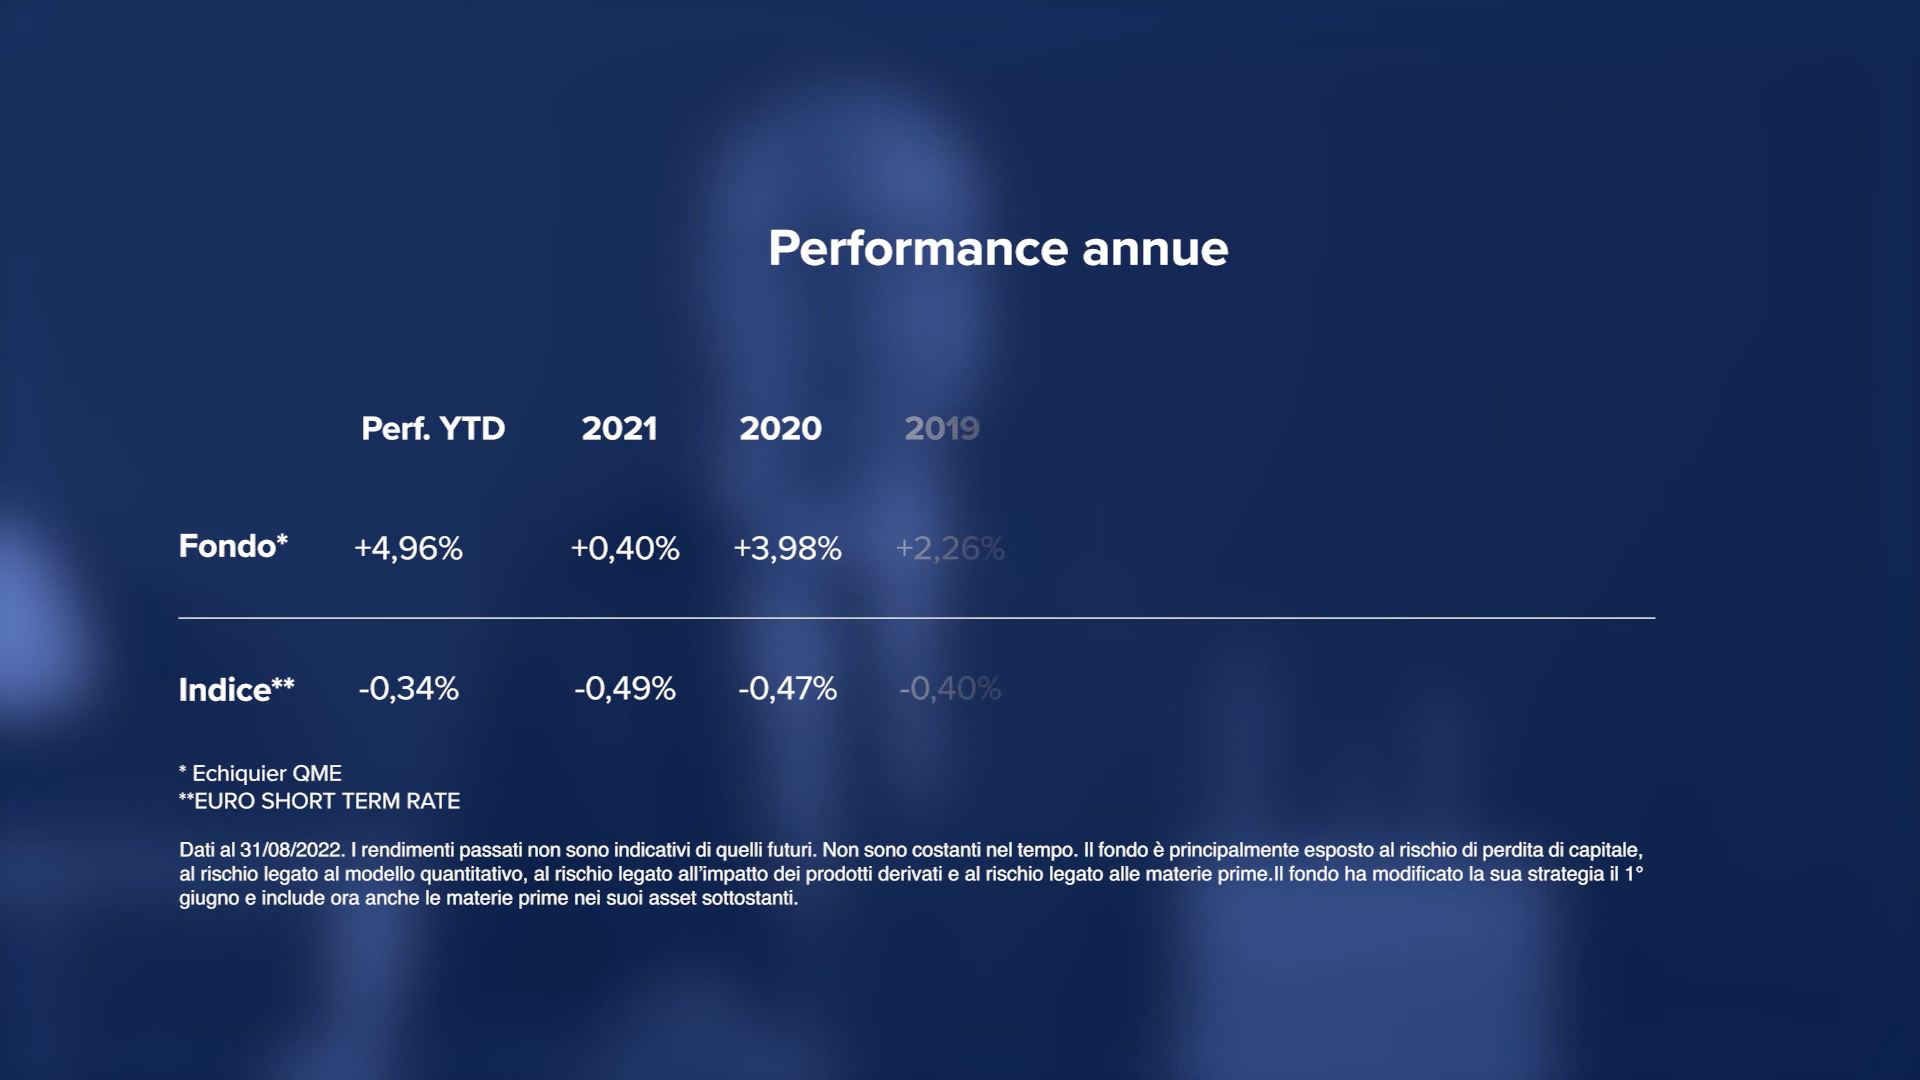 Performance annue
Perf. YTD 2021 2020 2019
Fondo* +4,96% +0,40% +3,98% +2,26%
Indice** -0,34% -0,49% -0,47% -0,40%
* Echiquier QME
**EURO SHORT TERM RATE
Dati al 31/08/2022. I rendimenti passati non sono indicativi di quelli futuri. Non sono costanti nel tempo. Il fondo è principalmente esposto al rischio di perdita di capitale,
al rischio legato al modello quantitativo, al rischio legato all'impatto dei prodotti derivati e al rischio legato alle materie prime.Il fondo ha modificato la sua strategia il 1°
giugno e include ora anche le materie prime nei suoi asset sottostanti.